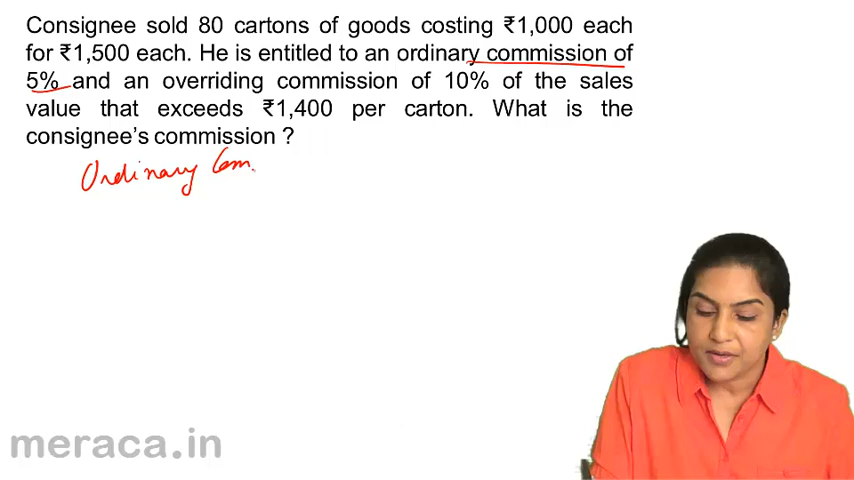 Consignee sold 80 cartons of goods costing ₹1,000 each
for ₹1,500 each. He is entitled to an ordinary commission of
5% and an overriding commission of 10% of the sales
value that exceeds ₹1,400 per carton. What is the
consignee's commission ?
Ordinary Com.
meraca.in